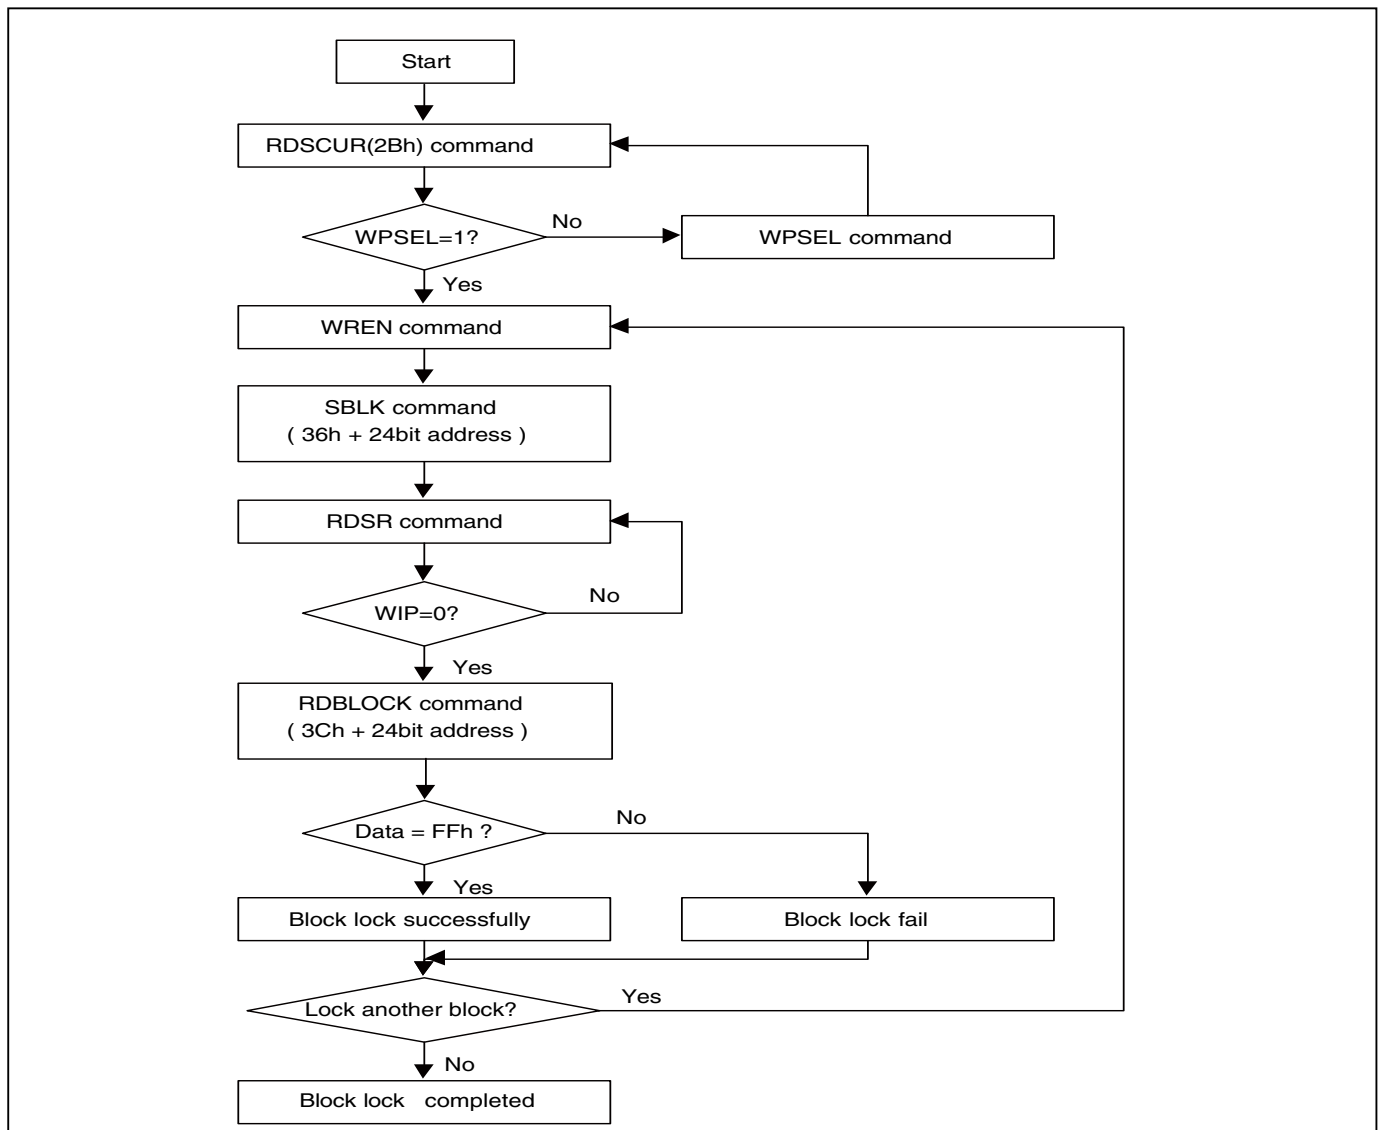 Start
RDSCUR(2Bh) command
WPSEL=1?
No
WPSEL command
Yes
WREN command
SBLK command
( 36h + 24bit address )
RDSR command
WIP=0?
No
Yes
RDBLOCK command
( 3Ch + 24bit address )
Data = FFh ?
No
Yes
Block lock successfully
Block lock fail
Lock another block?
Yes
No
Block lock completed